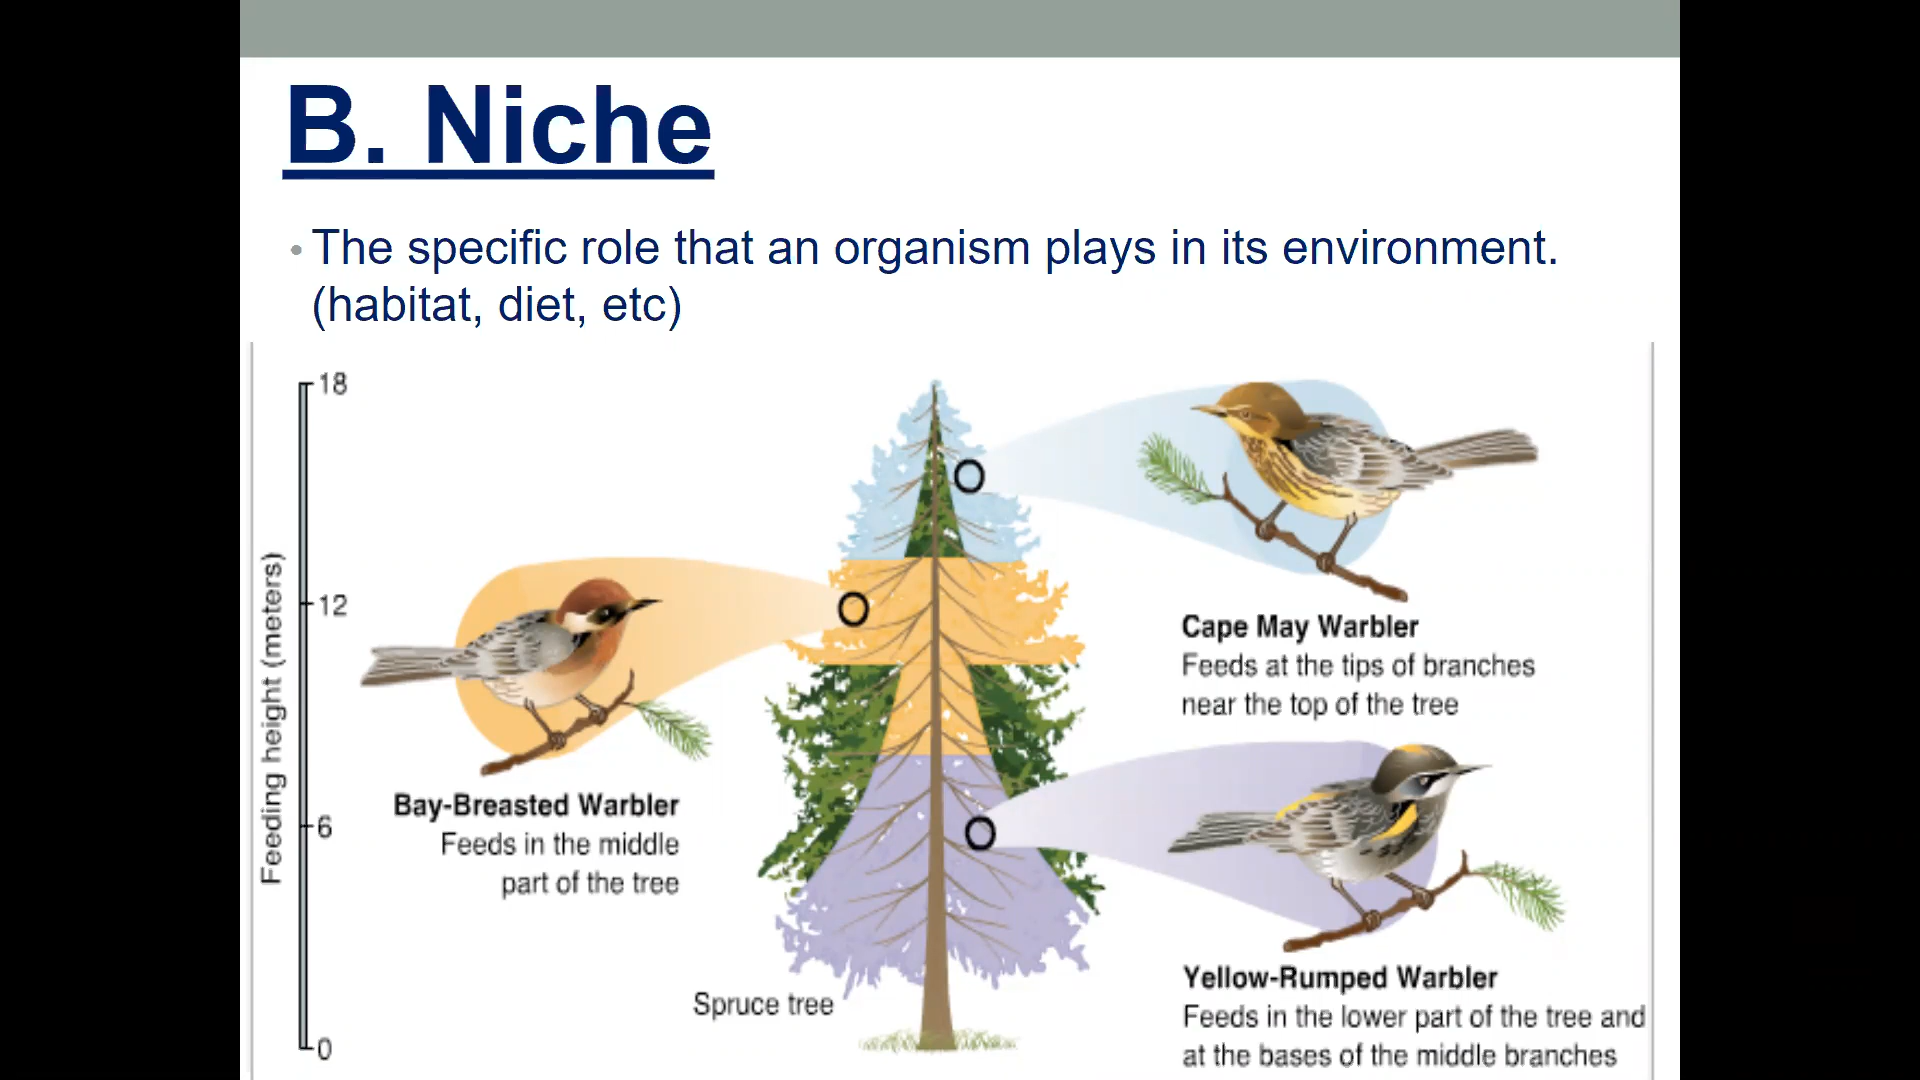 B. Niche
• The specific role that an organism plays in its environment.
(habitat, diet, etc)
Feeding height (meters)
18
12
6
0
Cape May Warbler
Feeds at the tips of branches
near the top of the tree
Bay-Breasted Warbler
Feeds in the middle
part of the tree
Spruce tree
Yellow-Rumped Warbler
Feeds in the lower part of the tree and
at the bases of the middle branches